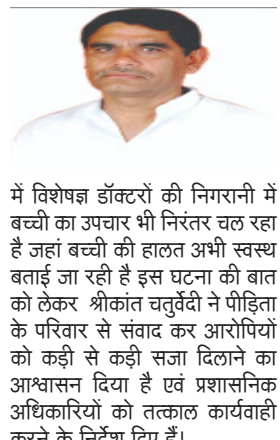 में विशेषज्ञ डॉक्टरों की निगरानी में
बच्ची का उपचार भी निरंतर चल रहा
है जहां बच्ची की हालत अभी स्वस्थ
बताई जा रही है इस घटना की बात
को लेकर श्रीकांत चतुर्वेदी ने पीड़िता
के परिवार से संवाद कर आरोपियों
को कड़ी से कड़ी सजा दिलाने का
आश्वासन दिया है एवं प्रशासनिक
अधिकारियों को तत्काल कार्यवाही
करने के निर्देश दिए हैं।